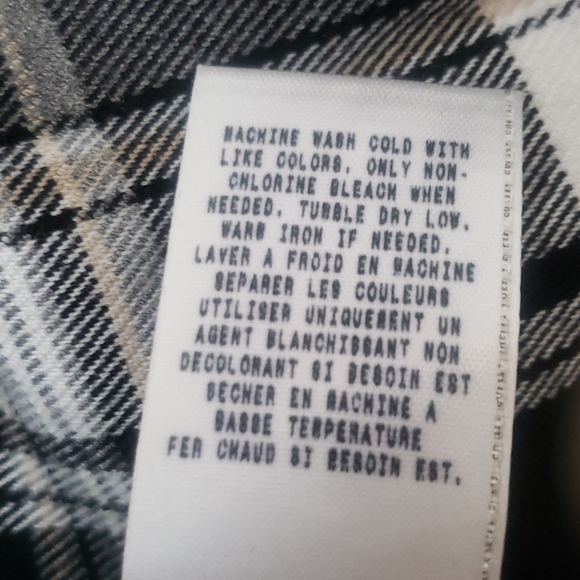 MACHINE WASH COLD WITH
LIKE COLORS, ONLY NON-
CHLORINE BLEACH WHEN
NEEDED. TUMBLE DRY LOW.
WARM IRON IF NEEDED.
LAVER A FROID EN MACHINE
SEPARER LES COULEURS
UTILISER UNIQUEMENT UN
AGENT BLANCHISSANT NON
DECOLORANT SI BESOIN EST
SECHER EN MACHINE A
BASSE TEMPERATURE
FER CHAUD SI BESOIN EST.